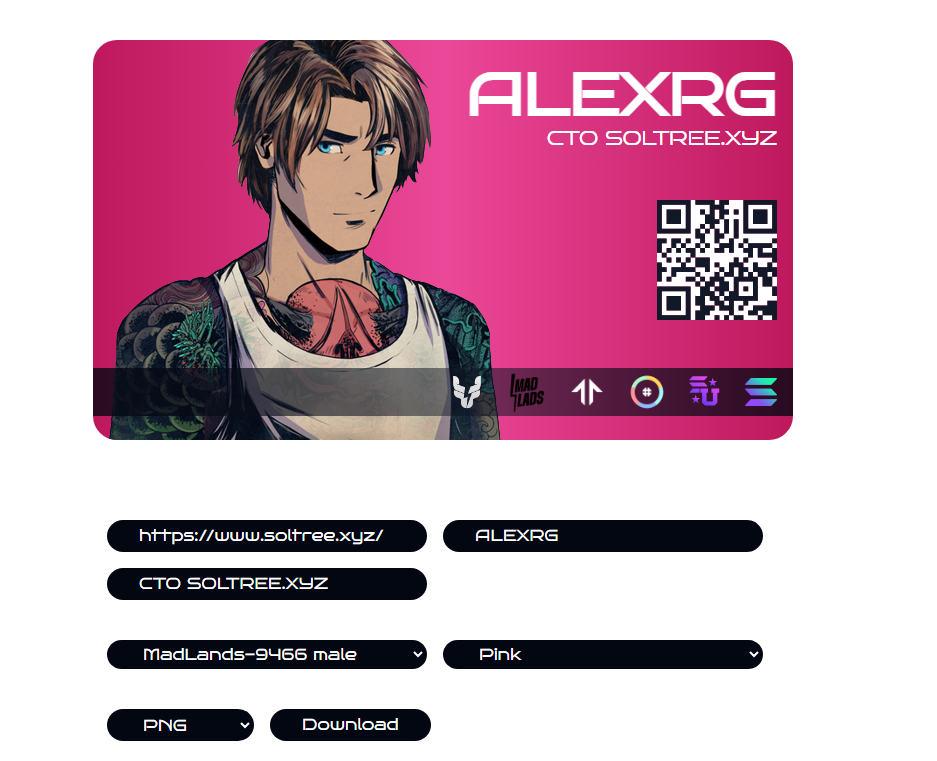 ALEXRG
CTO SOLTREE.XYZ
MAD
LADS
https://www.soltree.xyz/
ALEXRG
CTO SOLTREE.XYZ
MadLands-9466 male
Pink
PNG
Download